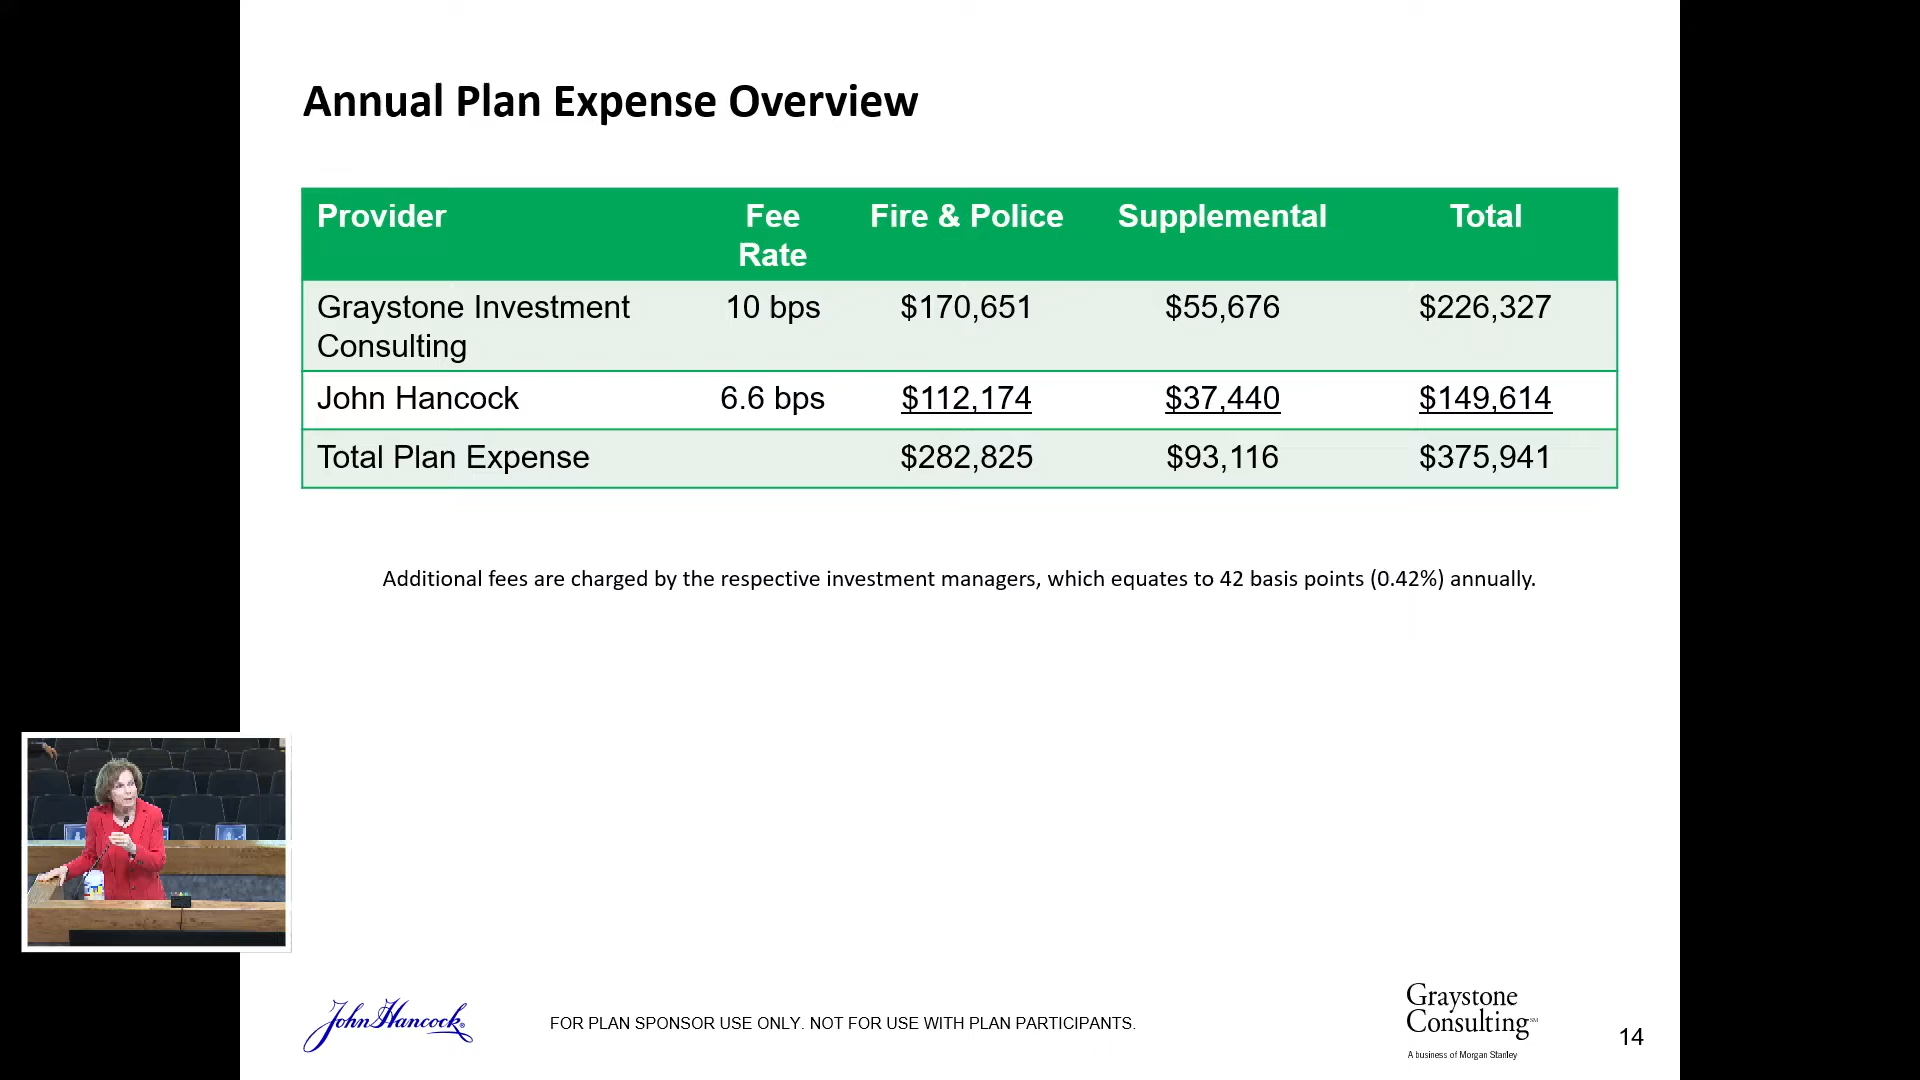 Annual Plan Expense Overview
Provider Fee Rate Fire & Police Supplemental Total
Graystone Investment Consulting 10 bps $170,651 $55,676 $226,327
John Hancock 6.6 bps $112,174 $37,440 $149,614
Total Plan Expense $282,825 $93,116 $375,941
Additional fees are charged by the respective investment managers, which equates to 42 basis points (0.42%) annually.
John Hancock®
FOR PLAN SPONSOR USE ONLY. NOT FOR USE WITH PLAN PARTICIPANTS.
Graystone
Consulting℠
A business of Morgan Stanley
14